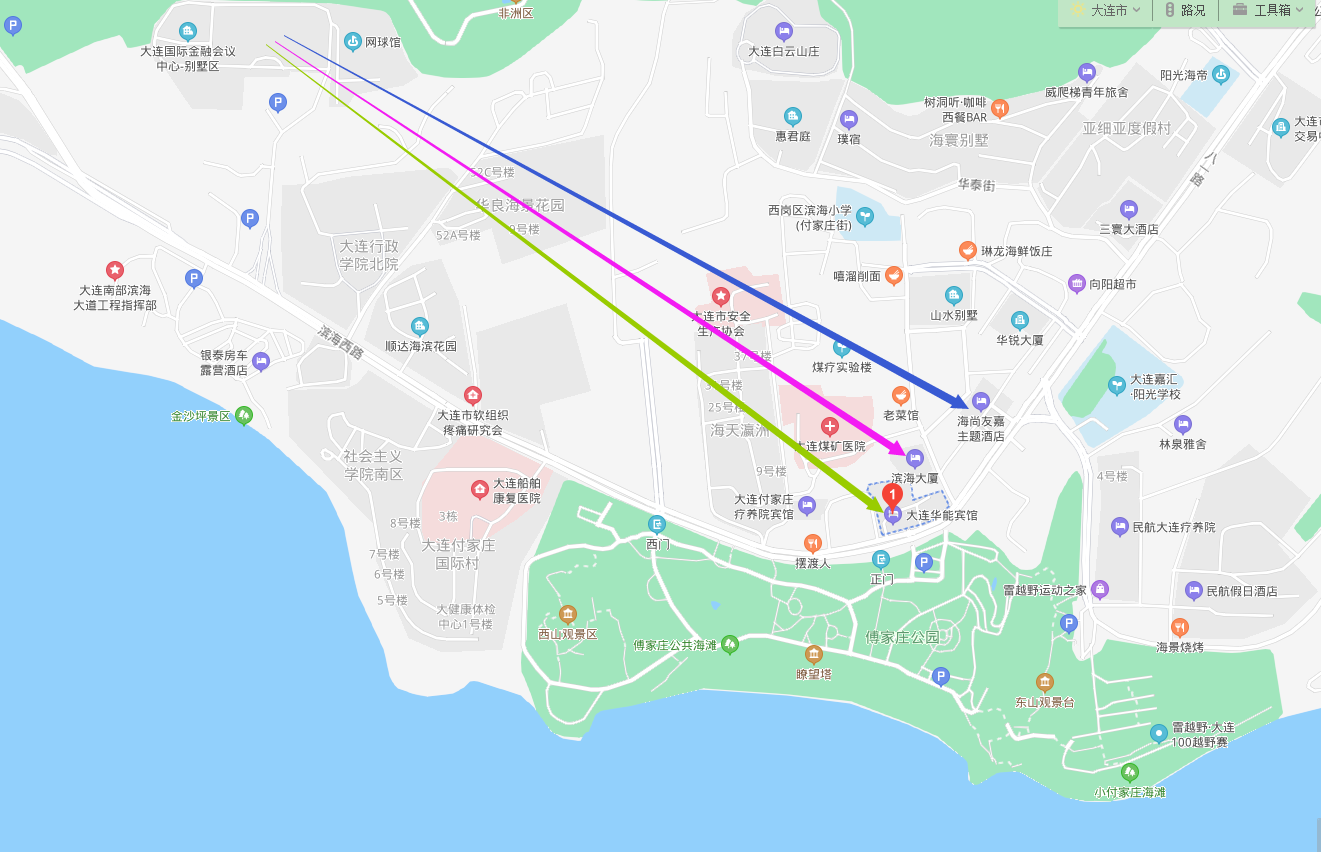 非洲区
大连市
路况
工具箱
大连国际金融会议
中心-别墅区
网球馆
大连白云山庄
威爬梯青年旅舍
阳光海帝
树洞听·咖啡
西餐BAR
惠君庭
璞宿
海寰别墅
亚细亚度假村
大连市
交易中
八一路
52C号楼
华良海景花园
9号楼
52A号楼
华泰街
西岗区滨海小学
(付家庄街)
三寰大酒店
大连行政
学院北院
琳龙海鲜饭庄
嘻溜削面
向阳超市
大连南部滨海
大道工程指挥部
山水别墅
大连市安全
生产协会
华锐大厦
滨海西路
顺达海滨花园
银泰房车
露营酒店
37号楼
煤疗实验楼
大连嘉汇
·阳光学校
25号楼
老菜馆
海尚友嘉
主题酒店
金沙坪景区
大连市软组织
疼痛研究会
海天瀛洲
大连煤矿医院
林泉雅舍
社会主义
学院南区
9号楼
滨海大厦
4号楼
大连船舶
康复医院
1
大连付家庄
疗养院宾馆
大连华能宾馆
3栋
8号楼
民航大连疗养院
大连付家庄
国际村
西门
摆渡人
正门
7号楼
6号楼
5号楼
雷越野运动之家
民航假日酒店
大健康体检
中心1号楼
西山观景区
傅家庄公共海滩
傅家庄公园
海景烧烤
瞭望塔
东山观景台
雷越野·大连
100越野赛
小付家庄海滩